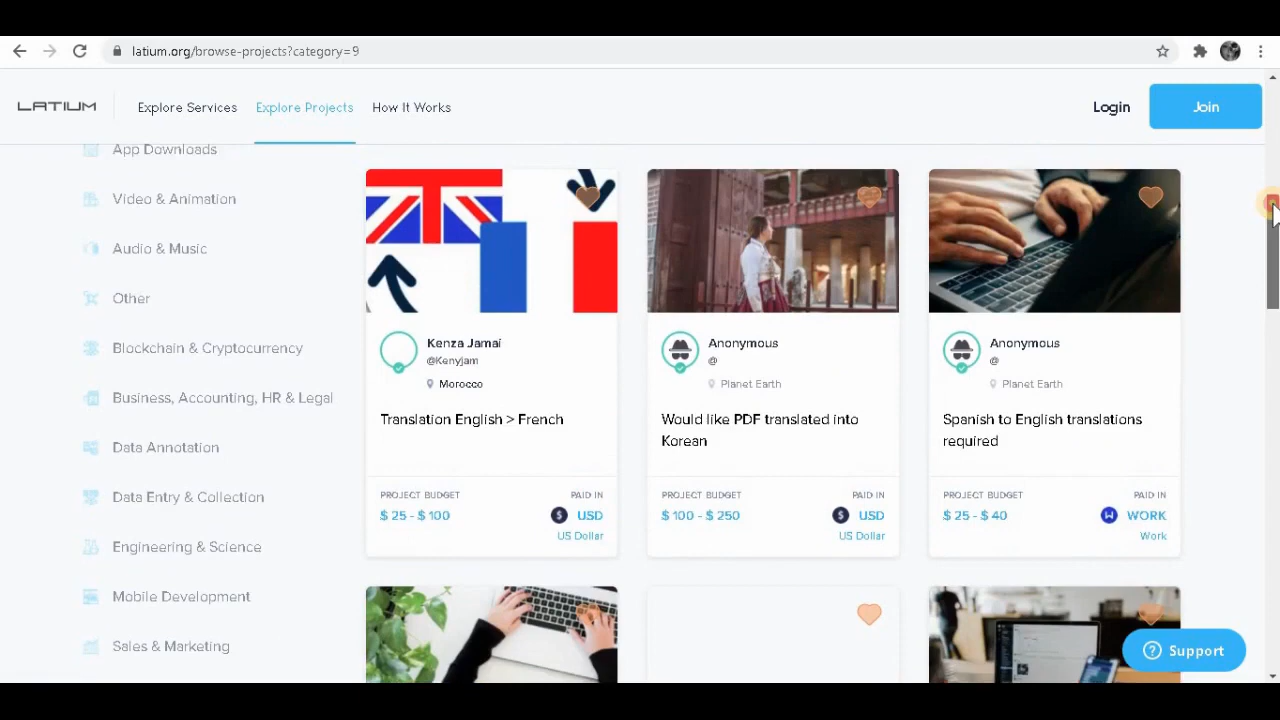 latium.org/browse-projects?category=9
LATIUM
Explore Services
Explore Projects
How It Works
Login
Join
App Downloads
Video & Animation
Audio & Music
Other
Blockchain & Cryptocurrency
Business, Accounting, HR & Legal
Data Annotation
Data Entry & Collection
Engineering & Science
Mobile Development
Sales & Marketing
Kenza Jamai
@Kenyjam
Morocco
Translation English > French
PROJECT BUDGET PAID IN
$ 25 - $ 100 USD
US Dollar
Anonymous
@
Planet Earth
Would like PDF translated into
Korean
PROJECT BUDGET PAID IN
$ 100 - $ 250 USD
US Dollar
Anonymous
@
Planet Earth
Spanish to English translations
required
PROJECT BUDGET PAID IN
$ 25 - $ 40 WORK
Work
Support